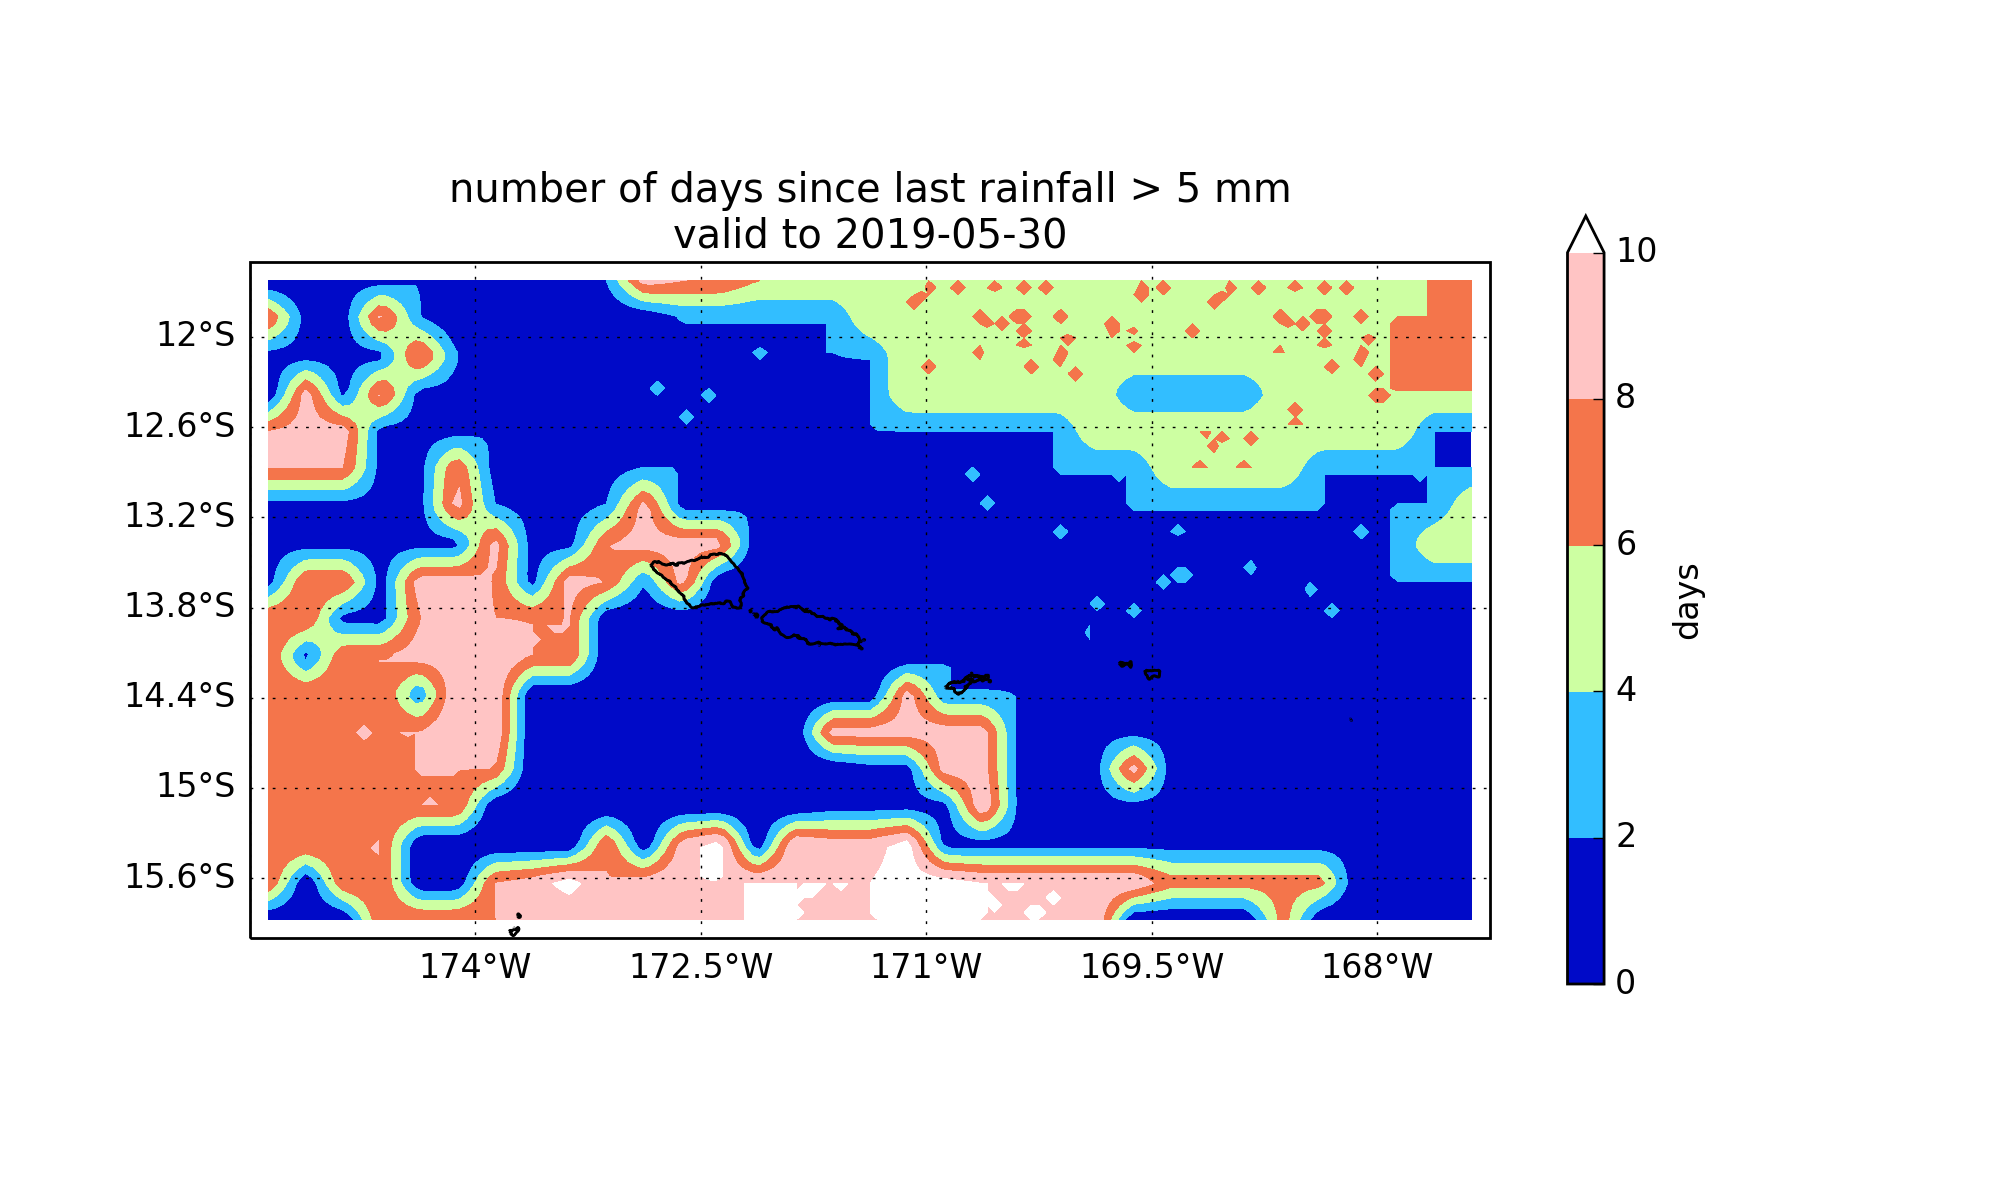 number of days since last rainfall > 5 mm
valid to 2019-05-30
12°S
12.6°S
13.2°S
13.8°S
14.4°S
15°S
15.6°S
174°W
172.5°W
171°W
169.5°W
168°W
10
8
6
4
2
0
days